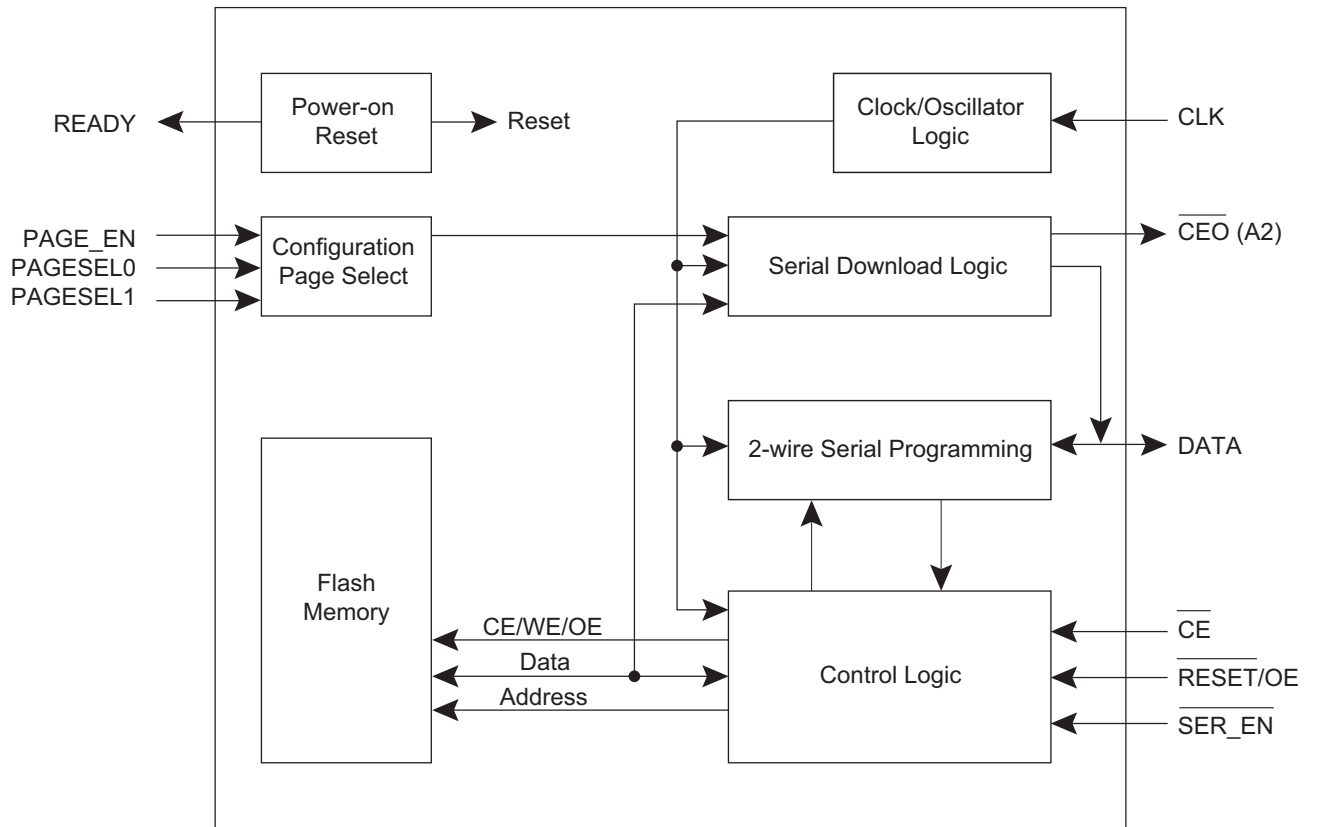 READY
Power-on
Reset
Reset
Clock/Oscillator
Logic
CLK
PAGE_EN
PAGESEL0
PAGESEL1
Configuration
Page Select
Serial Download Logic
CEO (A2)
2-wire Serial Programming
DATA
Flash
Memory
CE/WE/OE
Data
Address
Control Logic
CE
RESET/OE
SER_EN